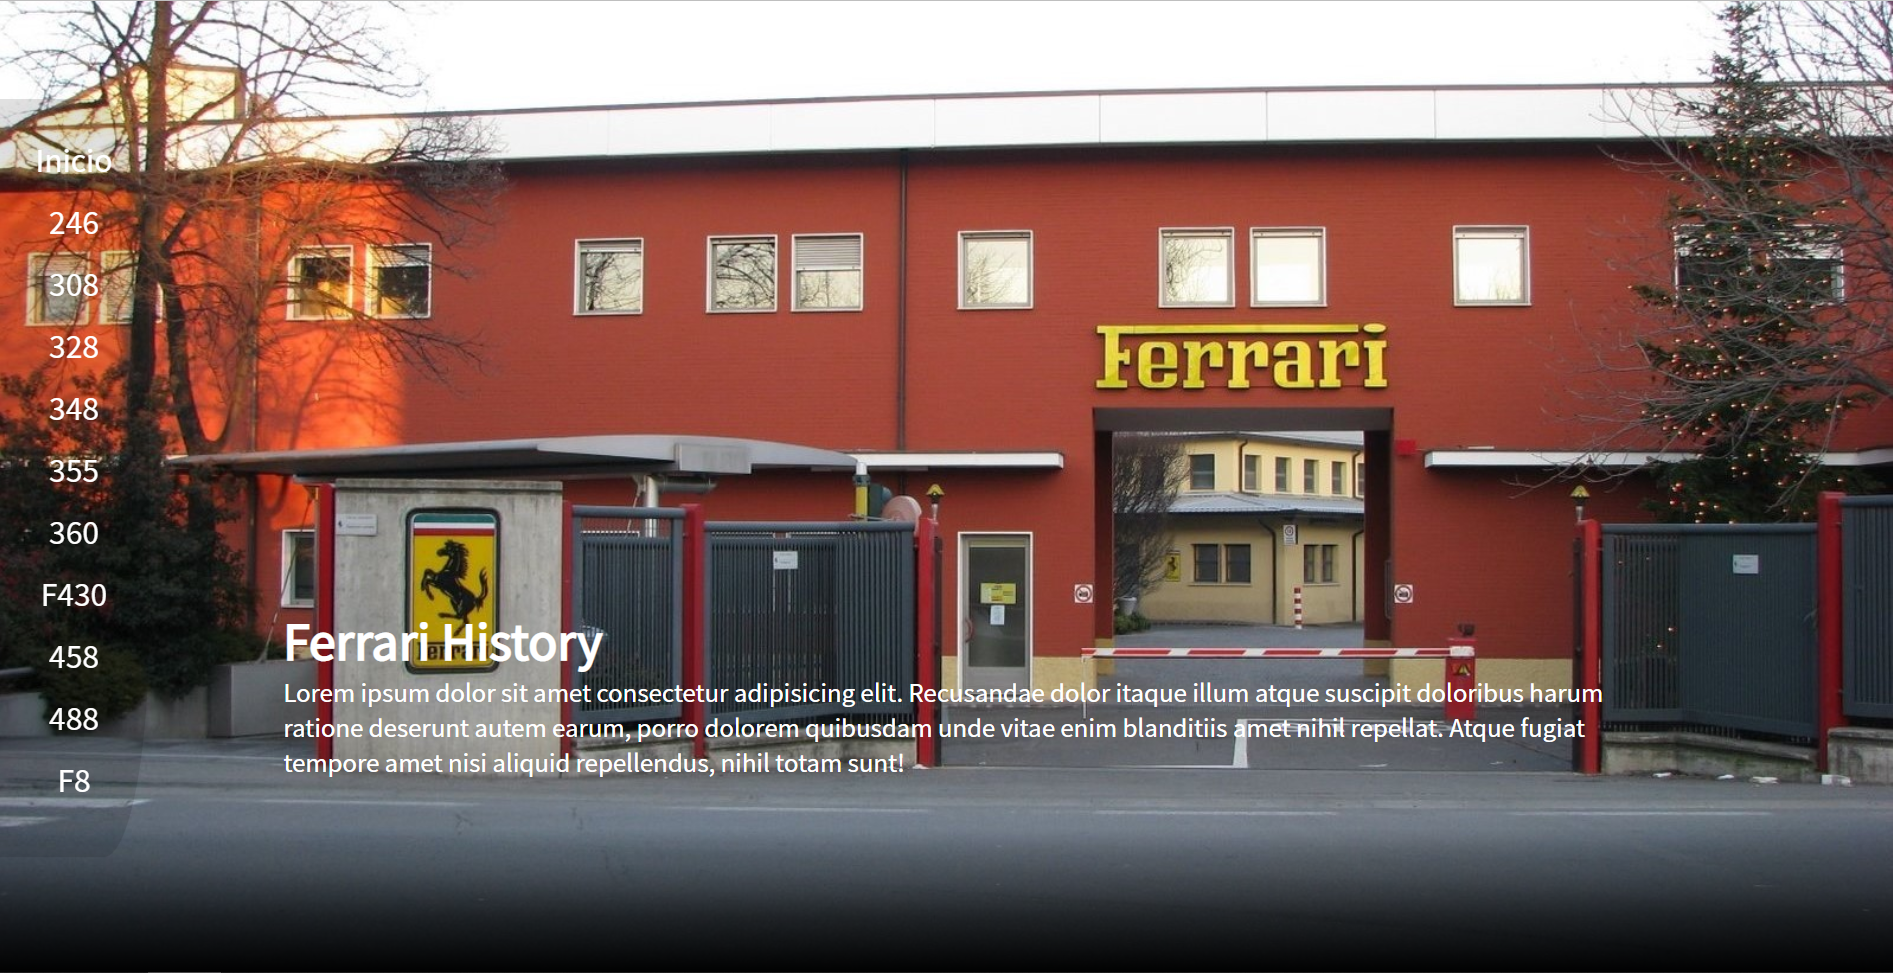 Inicio
246
308
328
348
355
360
F430
458
488
F8
Ferrari
Ferrari
Ferrari History
Lorem ipsum dolor sit amet consectetur adipisicing elit. Recusandae dolor itaque illum atque suscipit doloribus harum
ratione deserunt autem earum, porro dolorem quibusdam unde vitae enim blanditiis amet nihil repellat. Atque fugiat
tempore amet nisi aliquid repellendus, nihil totam sunt!